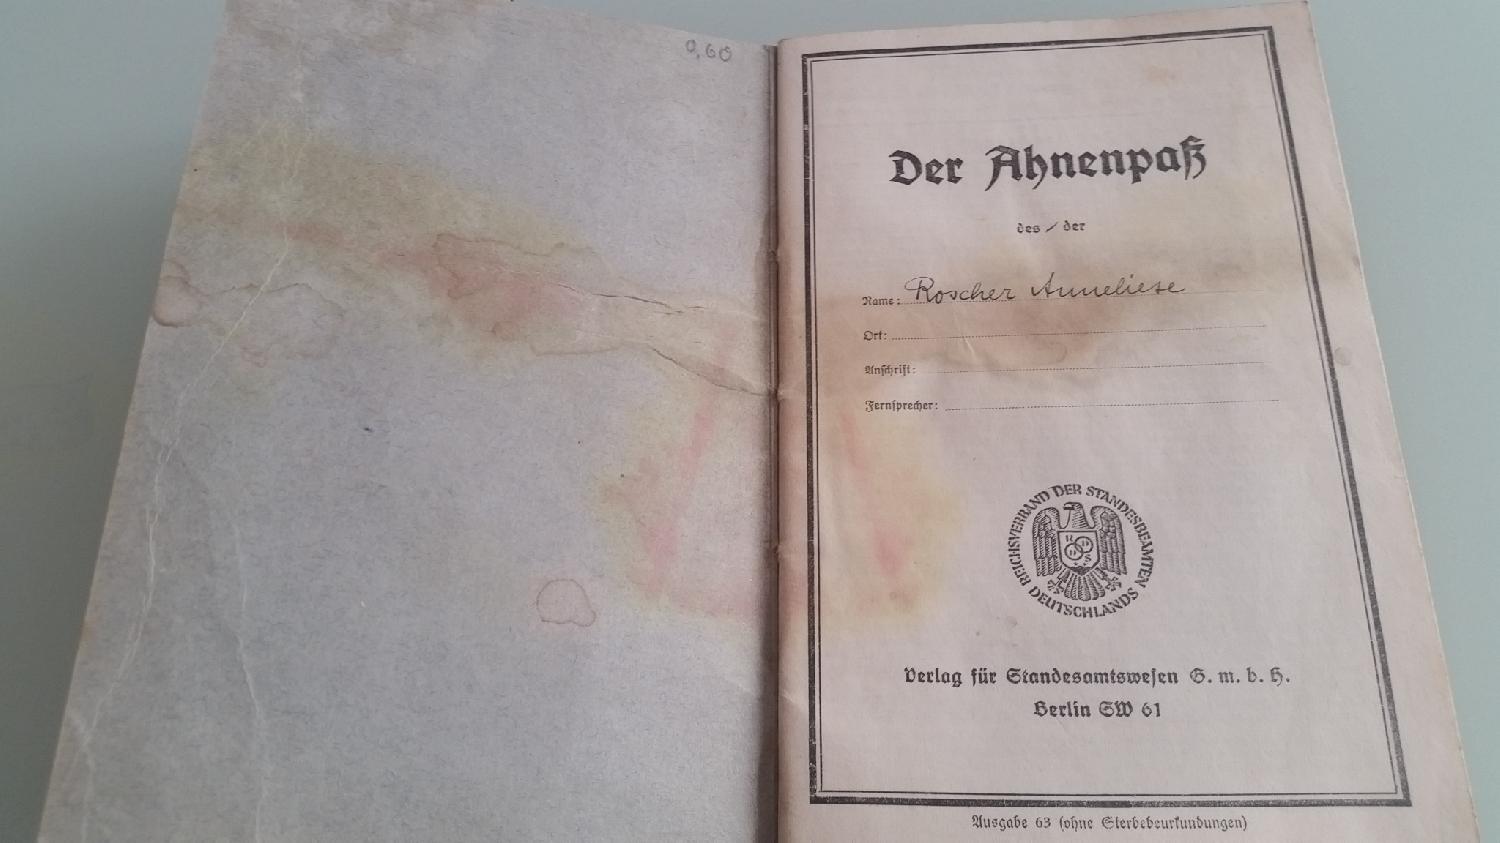 0,60
Der Ahnenpaß
des / der
Name: Roscher Anneliese
Ort:
Anschrift:
Fernsprecher:
REICHSVERBAND DER STANDESBEAMTEN DEUTSCHLANDS
Verlag für Standesamtswesen G. m. b. H.
Berlin SW 61
Ausgabe 63 (ohne Sterbebeurkundungen)